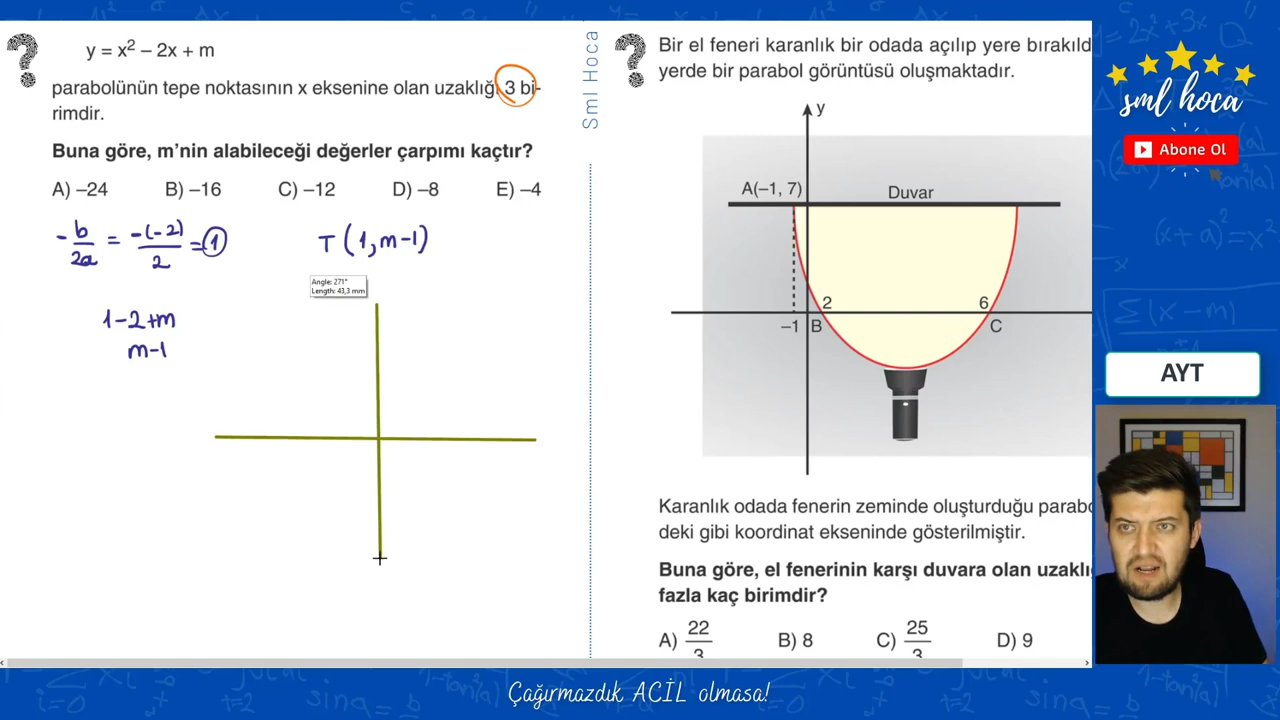 y = x² – 2x + m
parabolünün tepe noktasının x eksenine olan uzaklığı 3 bi-
rimdir.
Buna göre, m'nin alabileceği değerler çarpımı kaçtır?
A) –24 B) –16 C) –12 D) –8 E) –4
-b/2a = -(-2)/2 = 1
T (1, m-1)
Angle: 271°
Length: 43,3 mm
1-2+m
m-1
Sml Hoca
Bir el feneri karanlık bir odada açılıp yere bırakıld
yerde bir parabol görüntüsü oluşmaktadır.
y
A(–1, 7)
Duvar
2
6
–1
B
C
Karanlık odada fenerin zeminde oluşturduğu parabo
deki gibi koordinat ekseninde gösterilmiştir.
Buna göre, el fenerinin karşı duvara olan uzaklı
fazla kaç birimdir?
A) 22/3 B) 8 C) 25/3 D) 9
sml hoca
Abone Ol
AYT
Çağırmazdık ACİL olmasa!